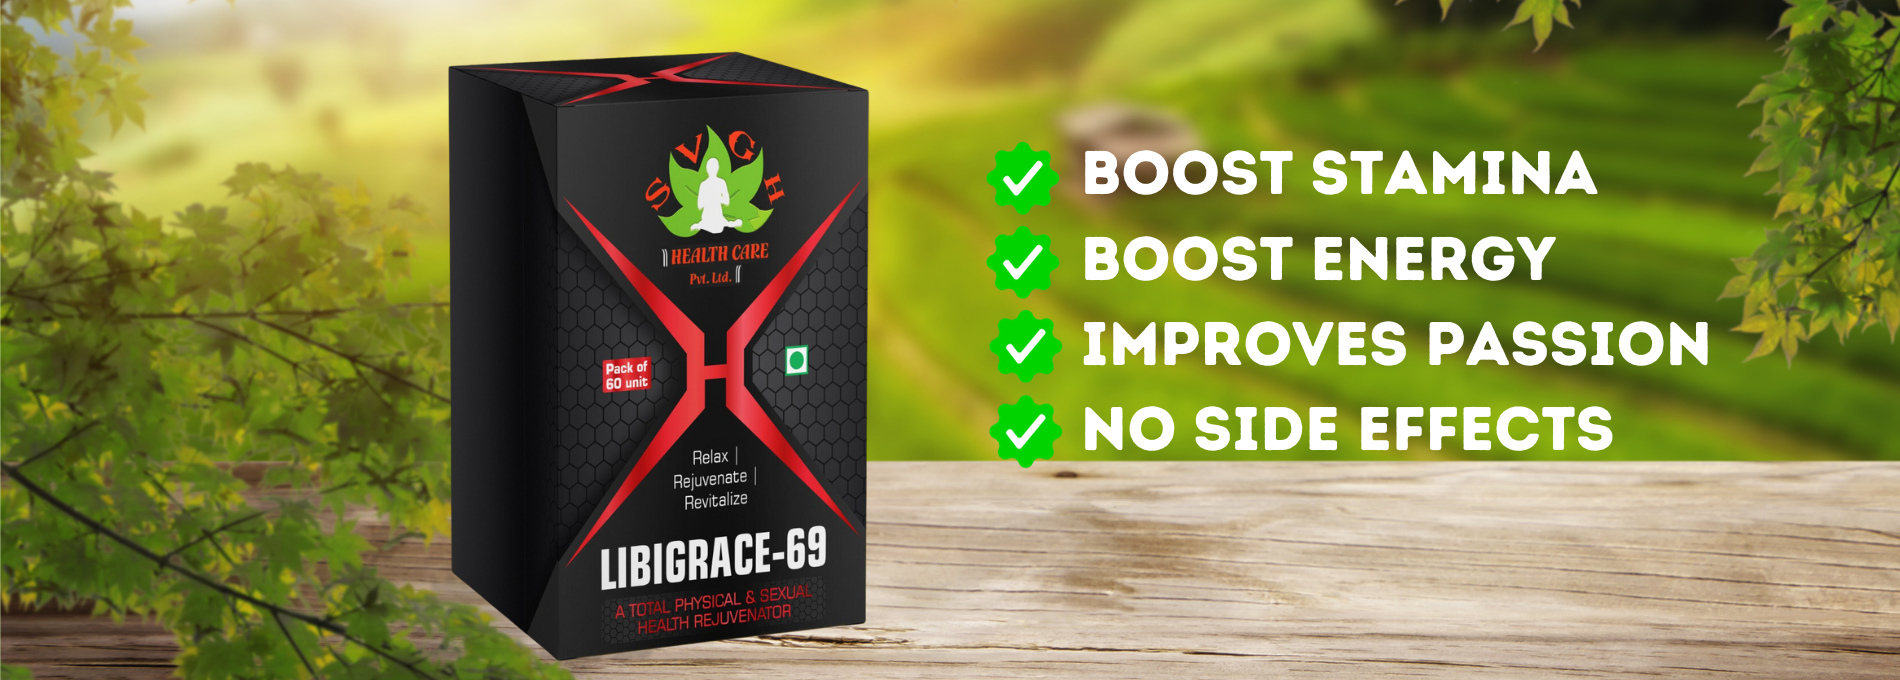 S V G H
HEALTH CARE
Pvt. Ltd.
Pack of
60 unit
Relax |
Rejuvenate |
Revitalize
LIBIGRACE-69
A TOTAL PHYSICAL & SEXUAL
HEALTH REJUVENATOR
BOOST STAMINA
BOOST ENERGY
IMPROVES PASSION
NO SIDE EFFECTS